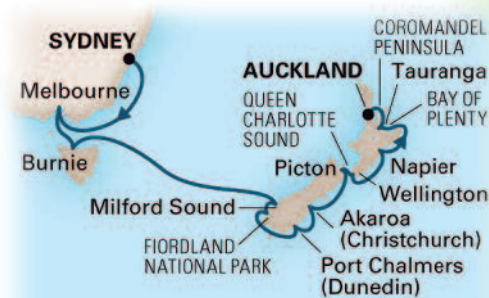 SYDNEY
Melbourne
Burnie
COROMANDEL
PENINSULA
AUCKLAND
Tauranga
QUEEN
CHARLOTTE
SOUND
BAY OF
PLENTY
Picton
Napier
Wellington
Milford Sound
Akaroa
(Christchurch)
FIORDLAND
NATIONAL PARK
Port Chalmers
(Dunedin)